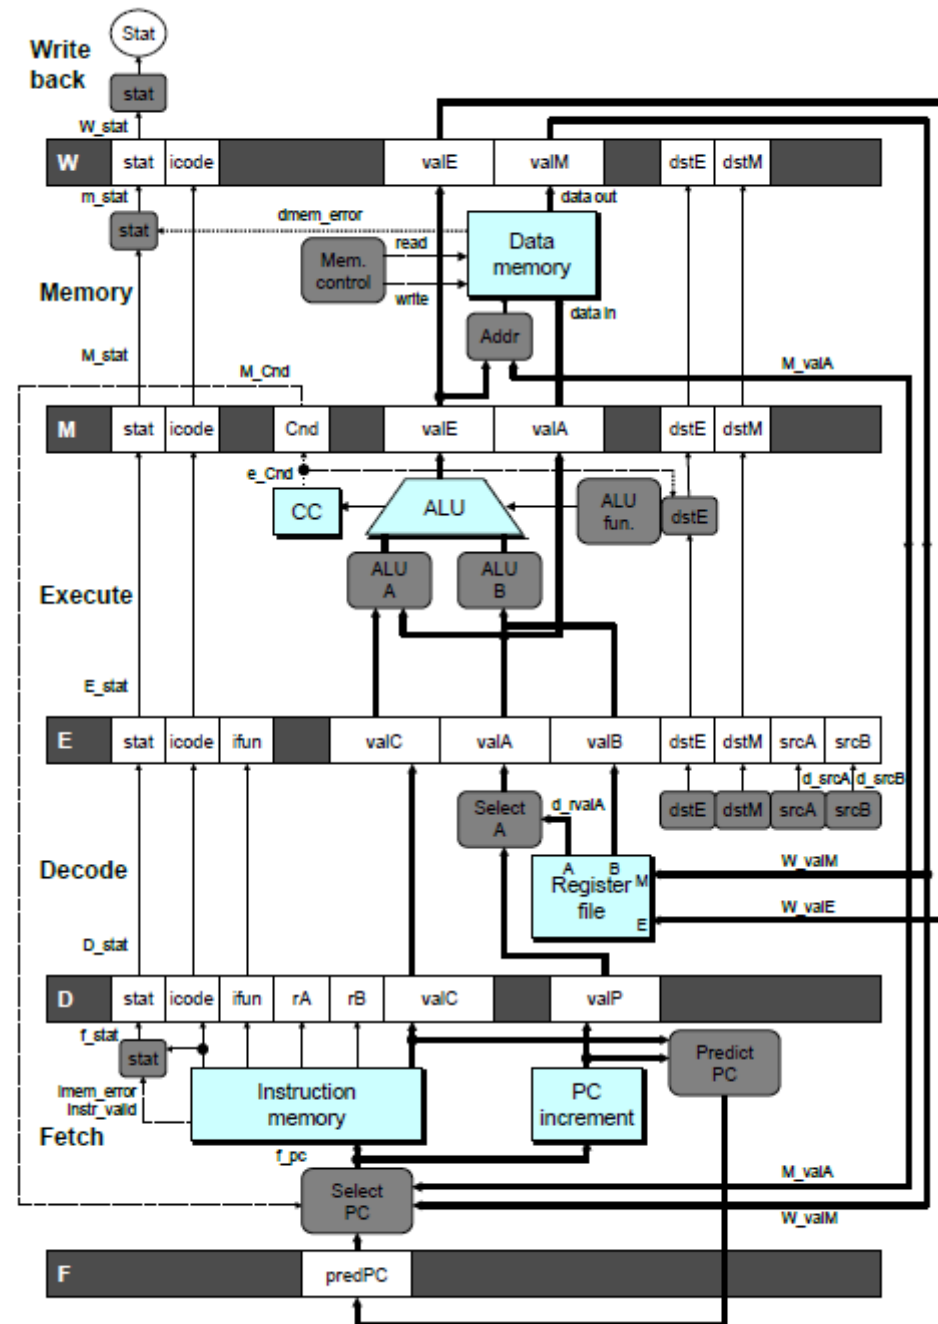 Stat
Write
back
stat
W_stat
W stat icode valE valM dstE dstM
m_stat
data out
dmem_error
stat
read
Mem.
control
Data
memory
write
data in
Memory
Addr
M_stat
M_Cnd
M_valA
M stat icode Cnd valE valA dstE dstM
e_Cnd
CC
ALU
ALU
fun.
dstE
ALU
A
ALU
B
Execute
E_stat
E stat icode ifun valC valA valB dstE dstM srcA srcB
d_srcA d_srcB
Select
A
d_rvalA
dstE dstM srcA srcB
A B
M
Register
file
E
W_valM
W_valE
Decode
D_stat
D stat icode ifun rA rB valC valP
f_stat
stat
Predict
PC
Imem_error
Instr_valid
Instruction
memory
PC
increment
Fetch
f_pc
Select
PC
M_valA
W_valM
F predPC